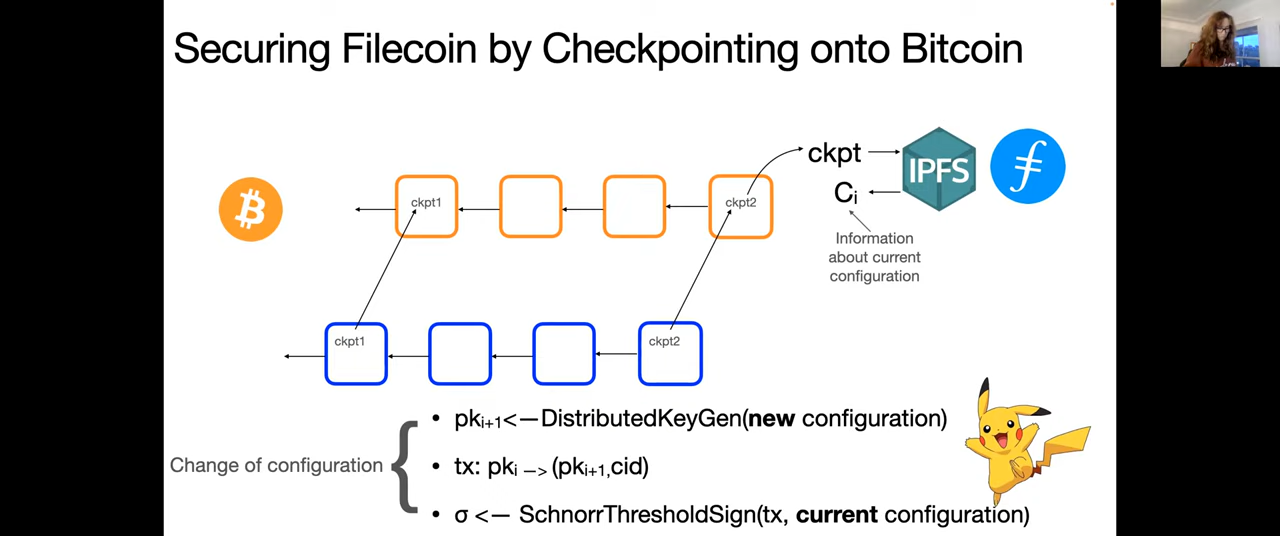 Securing Filecoin by Checkpointing onto Bitcoin
ckpt
IPFS
Ci
Information
about current
configuration
ckpt1
ckpt2
ckpt1
ckpt2
Change of configuration
• pki+1<—DistributedKeyGen(new configuration)
• tx: pki —> (pki+1,cid)
• σ <— SchnorrThresholdSign(tx, current configuration)